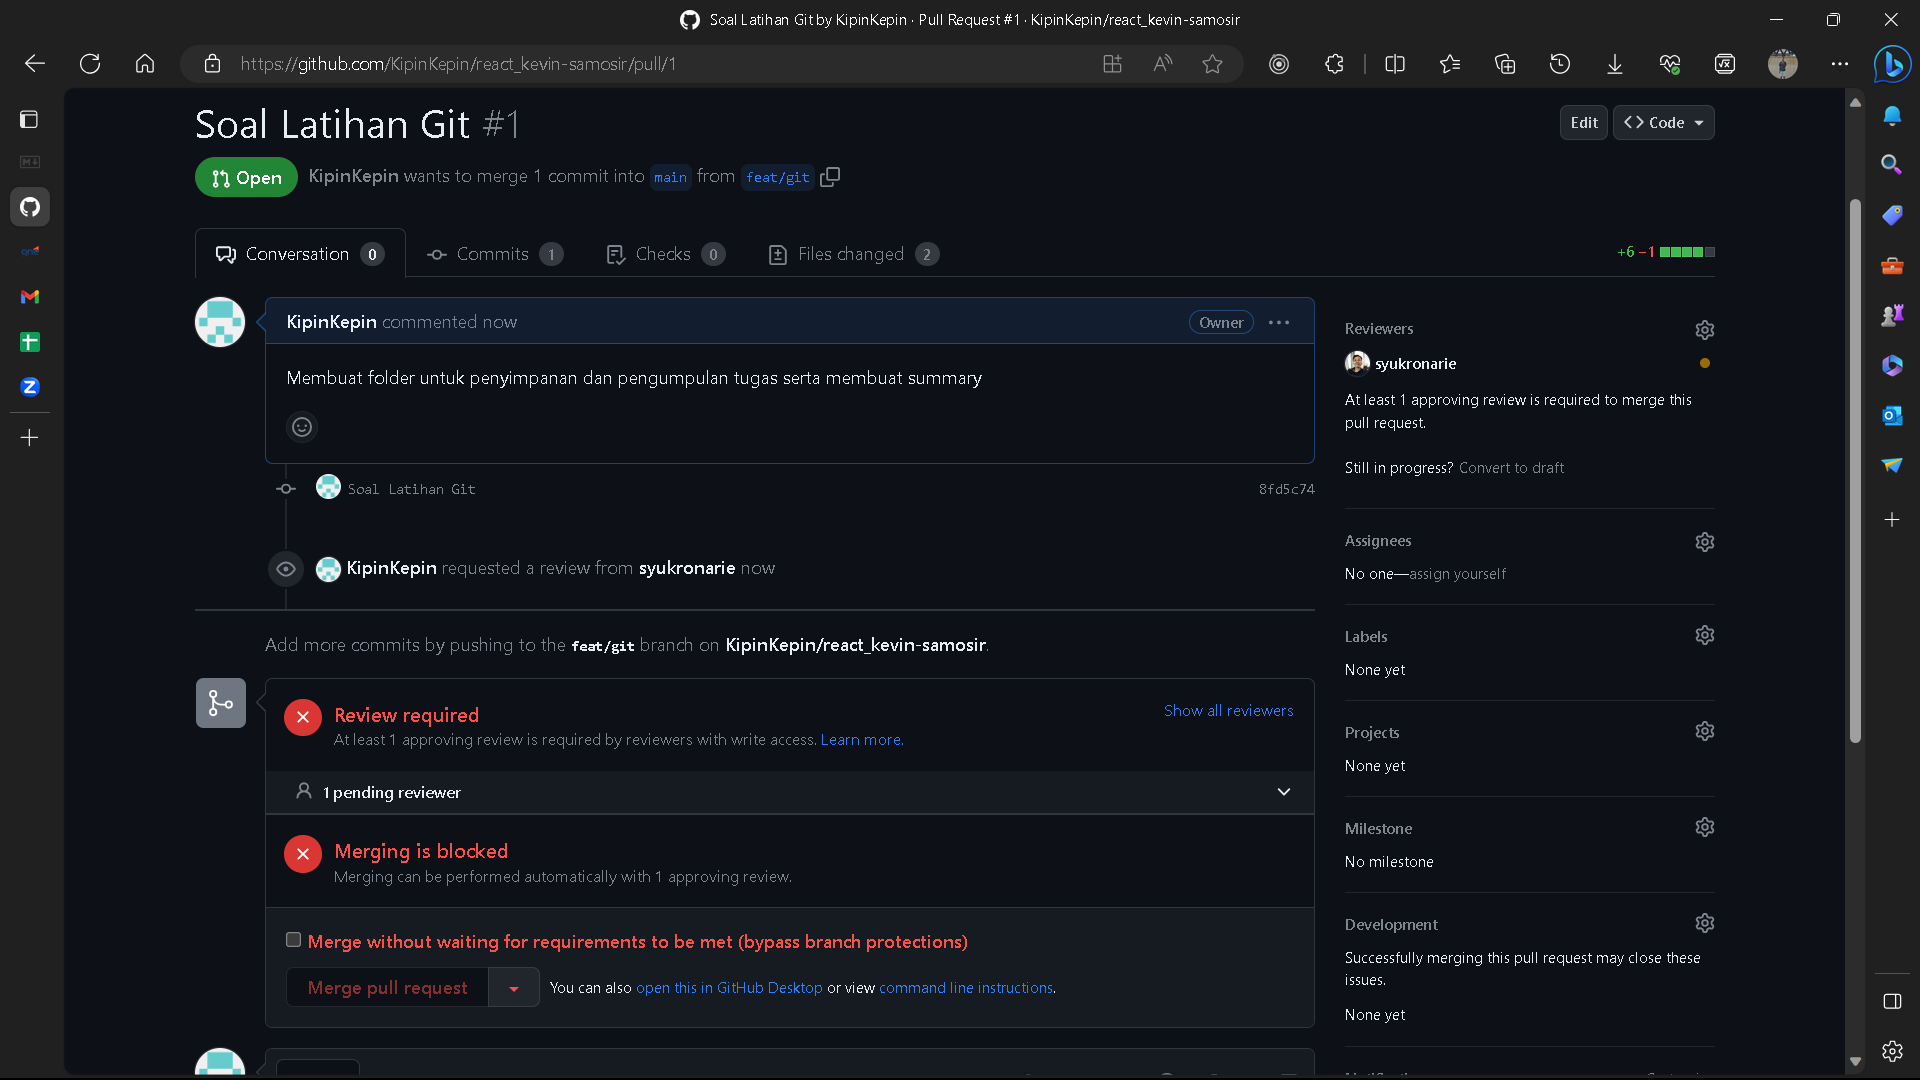 Soal Latihan Git by KipinKepin · Pull Request #1 · KipinKepin/react_kevin-samosir
https://github.com/KipinKepin/react_kevin-samosir/pull/1
Soal Latihan Git #1
Edit
Code
Open
KipinKepin wants to merge 1 commit into main from feat/git
Conversation 0
Commits 1
Checks 0
Files changed 2
+6 −1
KipinKepin commented now
Owner
Membuat folder untuk penyimpanan dan pengumpulan tugas serta membuat summary
Soal Latihan Git
8fd5c74
KipinKepin requested a review from syukronarie now
Add more commits by pushing to the feat/git branch on KipinKepin/react_kevin-samosir.
Review required
Show all reviewers
At least 1 approving review is required by reviewers with write access. Learn more.
1 pending reviewer
Merging is blocked
Merging can be performed automatically with 1 approving review.
Merge without waiting for requirements to be met (bypass branch protections)
Merge pull request
You can also open this in GitHub Desktop or view command line instructions.
Reviewers
syukronarie
At least 1 approving review is required to merge this
pull request.
Still in progress? Convert to draft
Assignees
No one—assign yourself
Labels
None yet
Projects
None yet
Milestone
No milestone
Development
Successfully merging this pull request may close these
issues.
None yet